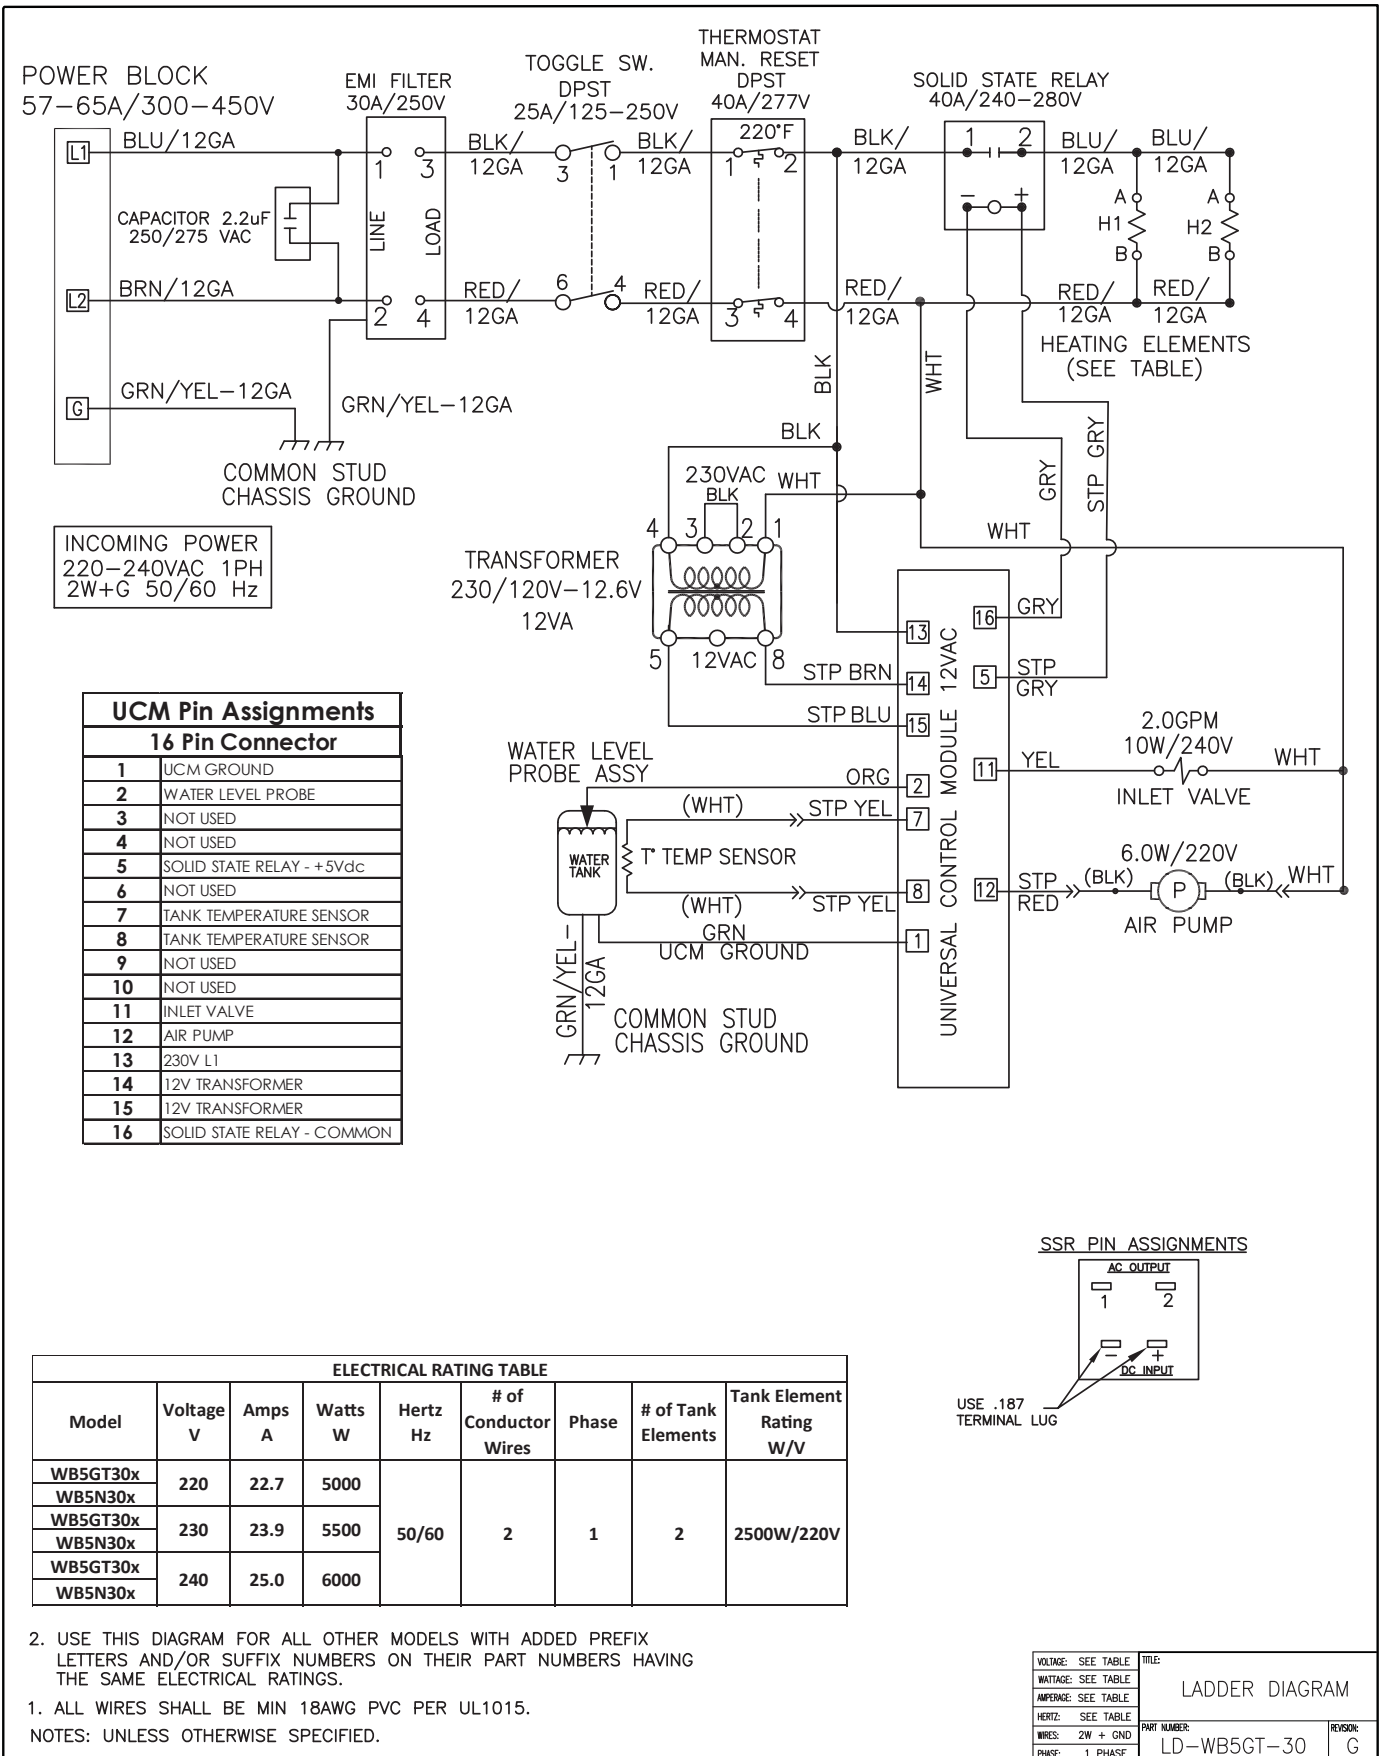 POWER BLOCK
57-65A/300-450V
EMI FILTER
30A/250V
TOGGLE SW.
DPST
25A/125-250V
THERMOSTAT
MAN. RESET
DPST
40A/277V
SOLID STATE RELAY
40A/240-280V
L1
BLU/12GA
1
3
BLK/
12GA
3
1
BLK/
12GA
220°F
1
2
BLK/
12GA
1
2
BLU/
12GA
BLU/
12GA
CAPACITOR 2.2uF
250/275 VAC
LINE
LOAD
-
+
A
H1
B
A
H2
B
L2
BRN/12GA
2
4
RED/
12GA
6
4
RED/
12GA
3
4
RED/
12GA
RED/
12GA
RED/
12GA
HEATING ELEMENTS
(SEE TABLE)
G
GRN/YEL-12GA
GRN/YEL-12GA
COMMON STUD
CHASSIS GROUND
BLK
WHT
BLK
230VAC
BLK
WHT
GRY
STP GRY
WHT
INCOMING POWER
220-240VAC 1PH
2W+G 50/60 Hz
TRANSFORMER
230/120V-12.6V
12VA
4
3
2
1
5
12VAC
8
STP BRN
STP BLU
UNIVERSAL CONTROL MODULE 12VAC
13
14
15
2
7
8
1
16
GRY
5
STP
GRY
11
YEL
12
STP
RED
2.0GPM
10W/240V
INLET VALVE
WHT
6.0W/220V
(BLK)
P
(BLK)
WHT
AIR PUMP
WATER LEVEL
PROBE ASSY
ORG
(WHT)
STP YEL
WATER
TANK
T° TEMP SENSOR
(WHT)
STP YEL
GRN
UCM GROUND
GRN/YEL-
12GA
COMMON STUD
CHASSIS GROUND
UCM Pin Assignments
16 Pin Connector
1 UCM GROUND
2 WATER LEVEL PROBE
3 NOT USED
4 NOT USED
5 SOLID STATE RELAY - +5Vdc
6 NOT USED
7 TANK TEMPERATURE SENSOR
8 TANK TEMPERATURE SENSOR
9 NOT USED
10 NOT USED
11 INLET VALVE
12 AIR PUMP
13 230V L1
14 12V TRANSFORMER
15 12V TRANSFORMER
16 SOLID STATE RELAY - COMMON
SSR PIN ASSIGNMENTS
AC OUTPUT
1
2
-
+
DC INPUT
USE .187
TERMINAL LUG
ELECTRICAL RATING TABLE
Model
Voltage
V
Amps
A
Watts
W
Hertz
Hz
# of
Conductor
Wires
Phase
# of Tank
Elements
Tank Element
Rating
W/V
WB5GT30x
WB5N30x
220 22.7 5000
WB5GT30x
WB5N30x
230 23.9 5500
50/60 2 1 2 2500W/220V
WB5GT30x
WB5N30x
240 25.0 6000
2. USE THIS DIAGRAM FOR ALL OTHER MODELS WITH ADDED PREFIX
LETTERS AND/OR SUFFIX NUMBERS ON THEIR PART NUMBERS HAVING
THE SAME ELECTRICAL RATINGS.
1. ALL WIRES SHALL BE MIN 18AWG PVC PER UL1015.
NOTES: UNLESS OTHERWISE SPECIFIED.
VOLTAGE: SEE TABLE
WATTAGE: SEE TABLE
AMPERAGE: SEE TABLE
HERTZ: SEE TABLE
WIRES: 2W + GND
PHASE: 1 PHASE
TITLE:
LADDER DIAGRAM
PART NUMBER:
LD-WB5GT-30
REVISION:
G